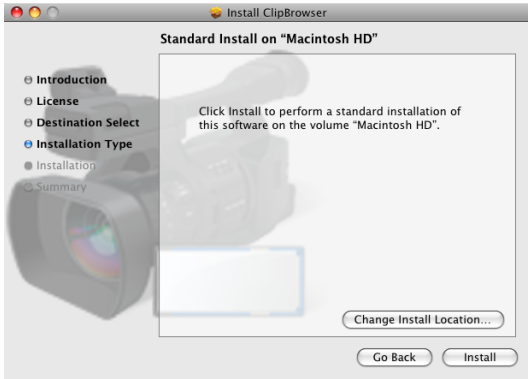 Install ClipBrowser
Standard Install on “Macintosh HD”
Introduction
License
Destination Select
Installation Type
Installation
Summary
Click Install to perform a standard installation of
this software on the volume “Macintosh HD”.
Change Install Location...
Go Back
Install